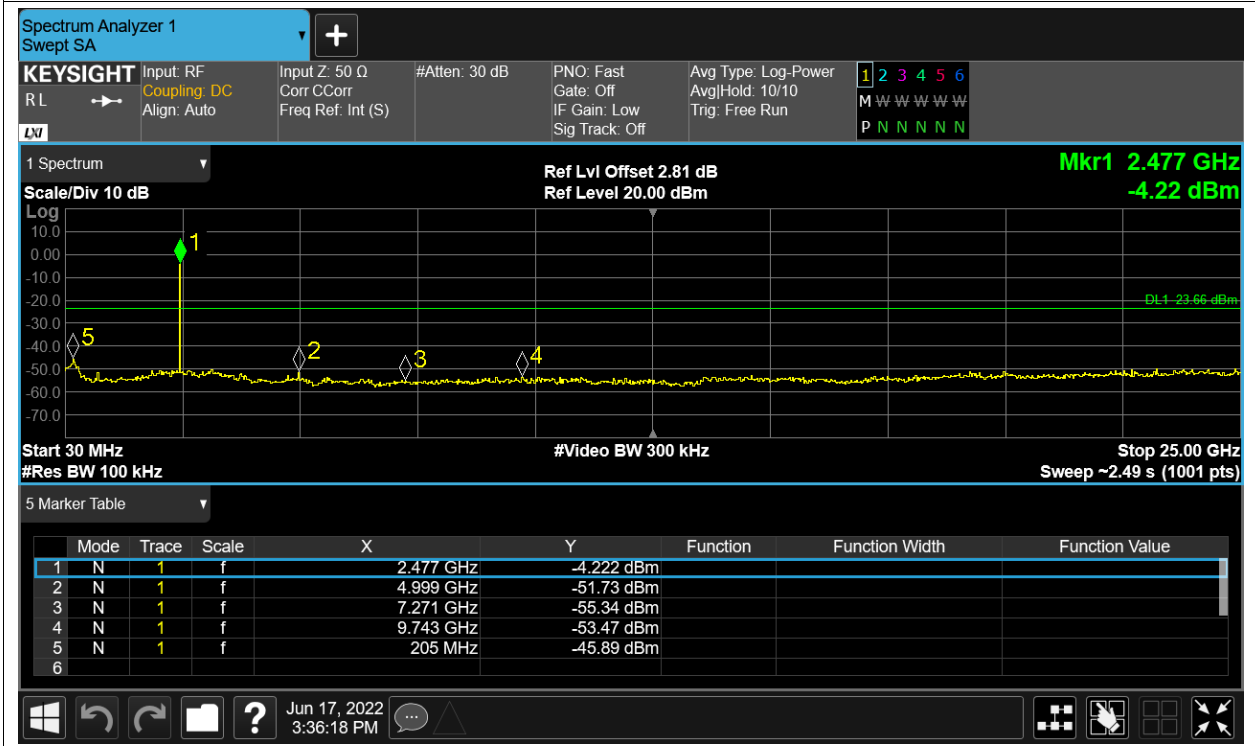 Spectrum Analyzer 1
Swept SA
+
KEYSIGHT
R L
LXI
Input: RF
Coupling: DC
Align: Auto
Input Z: 50 Ω
Corr CCorr
Freq Ref: Int (S)
#Atten: 30 dB
PNO: Fast
Gate: Off
IF Gain: Low
Sig Track: Off
Avg Type: Log-Power
Avg|Hold: 10/10
Trig: Free Run
1 2 3 4 5 6
M W W W W W
P N N N N N
1 Spectrum
Scale/Div 10 dB
Ref Lvl Offset 2.81 dB
Ref Level 20.00 dBm
Mkr1 2.477 GHz
-4.22 dBm
Log
10.0
0.00
-10.0
-20.0
-30.0
-40.0
-50.0
-60.0
-70.0
1
DL1 -23.66 dBm
5
2
3
4
Start 30 MHz
#Res BW 100 kHz
#Video BW 300 kHz
Stop 25.00 GHz
Sweep ~2.49 s (1001 pts)
5 Marker Table
Mode Trace Scale X Y Function Function Width Function Value
1 N 1 f 2.477 GHz -4.222 dBm
2 N 1 f 4.999 GHz -51.73 dBm
3 N 1 f 7.271 GHz -55.34 dBm
4 N 1 f 9.743 GHz -53.47 dBm
5 N 1 f 205 MHz -45.89 dBm
6
?
Jun 17, 2022
3:36:18 PM